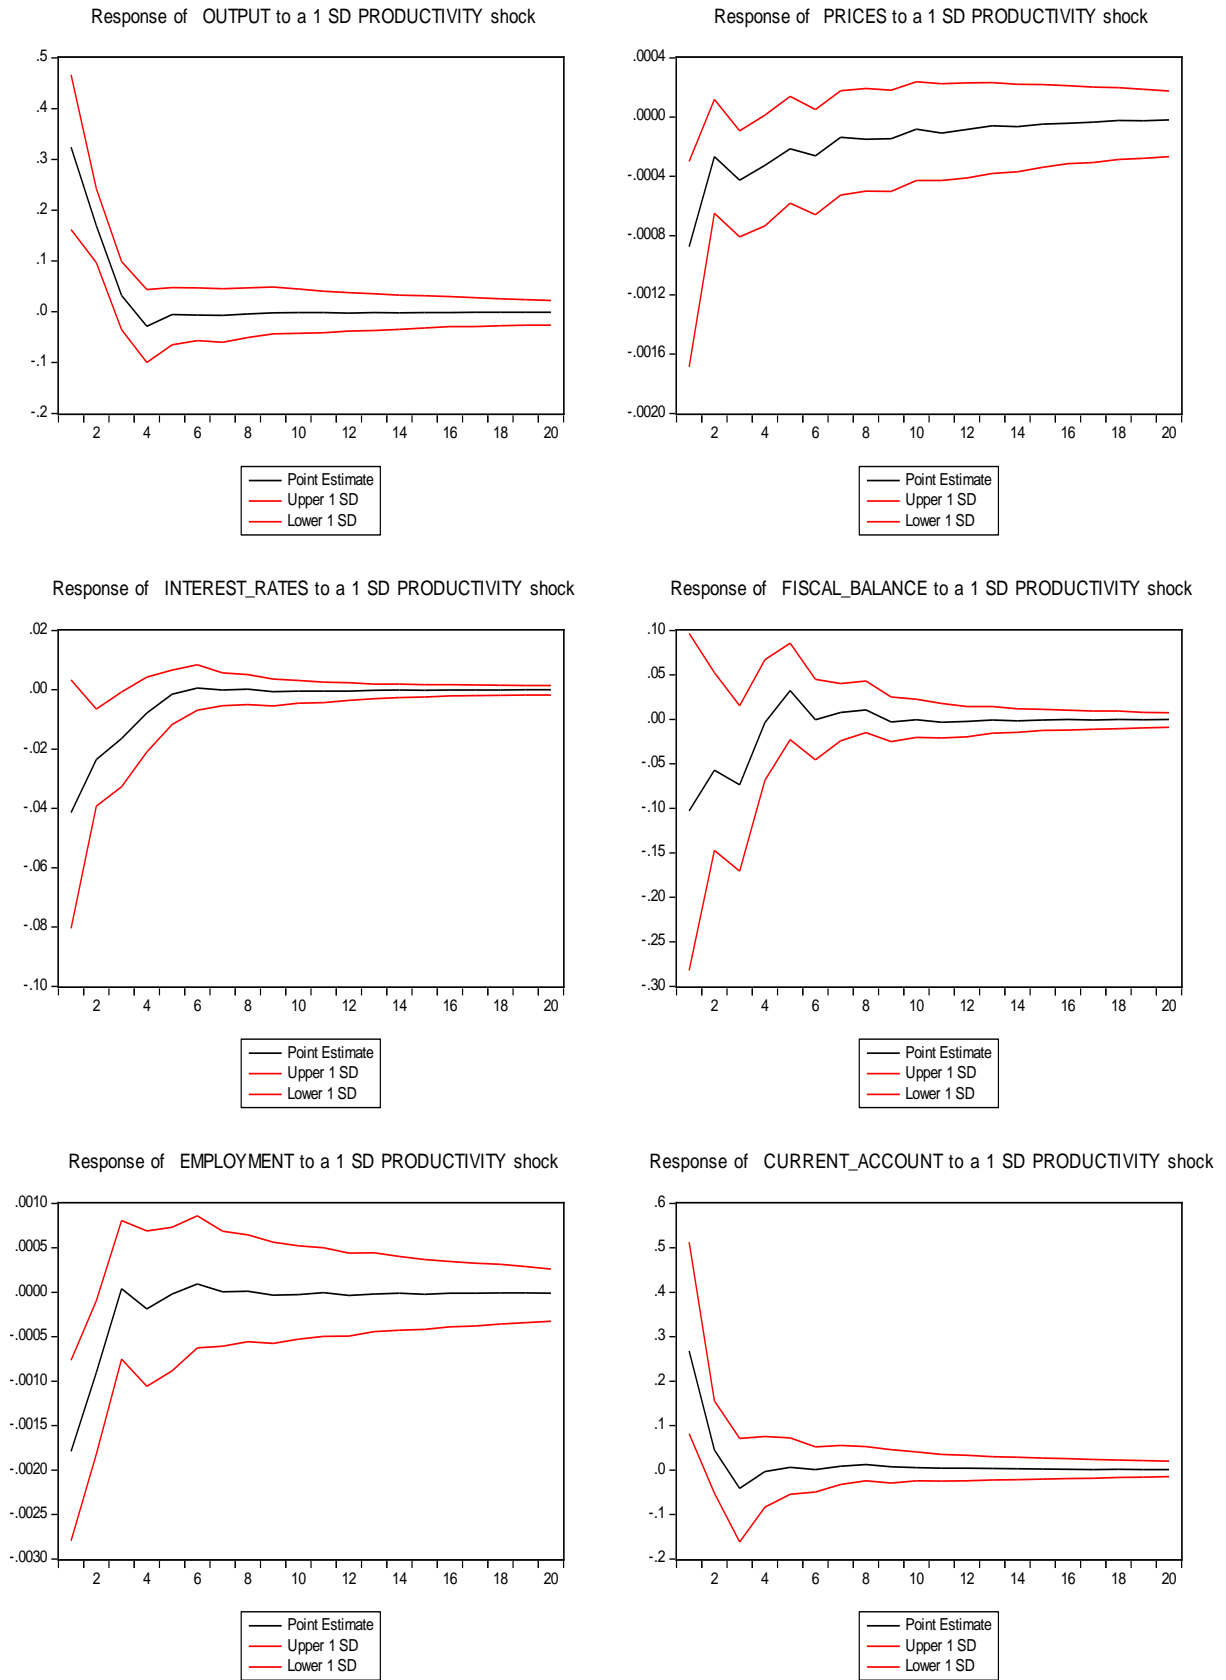 Response of OUTPUT to a 1 SD PRODUCTIVITY shock
.5
.4
.3
.2
.1
.0
-.1
-.2
2 4 6 8 10 12 14 16 18 20
Point Estimate
Upper 1 SD
Lower 1 SD
Response of PRICES to a 1 SD PRODUCTIVITY shock
.0004
.0000
-.0004
-.0008
-.0012
-.0016
-.0020
2 4 6 8 10 12 14 16 18 20
Point Estimate
Upper 1 SD
Lower 1 SD
Response of INTEREST_RATES to a 1 SD PRODUCTIVITY shock
.02
.00
-.02
-.04
-.06
-.08
-.10
2 4 6 8 10 12 14 16 18 20
Point Estimate
Upper 1 SD
Lower 1 SD
Response of FISCAL_BALANCE to a 1 SD PRODUCTIVITY shock
.10
.05
.00
-.05
-.10
-.15
-.20
-.25
-.30
2 4 6 8 10 12 14 16 18 20
Point Estimate
Upper 1 SD
Lower 1 SD
Response of EMPLOYMENT to a 1 SD PRODUCTIVITY shock
.0010
.0005
.0000
-.0005
-.0010
-.0015
-.0020
-.0025
-.0030
2 4 6 8 10 12 14 16 18 20
Point Estimate
Upper 1 SD
Lower 1 SD
Response of CURRENT_ACCOUNT to a 1 SD PRODUCTIVITY shock
.6
.5
.4
.3
.2
.1
.0
-.1
-.2
2 4 6 8 10 12 14 16 18 20
Point Estimate
Upper 1 SD
Lower 1 SD